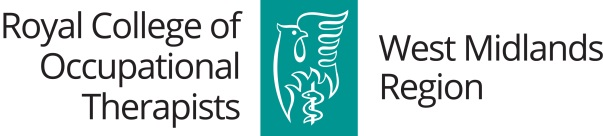 Royal College of
Occupational
Therapists
West Midlands
Region